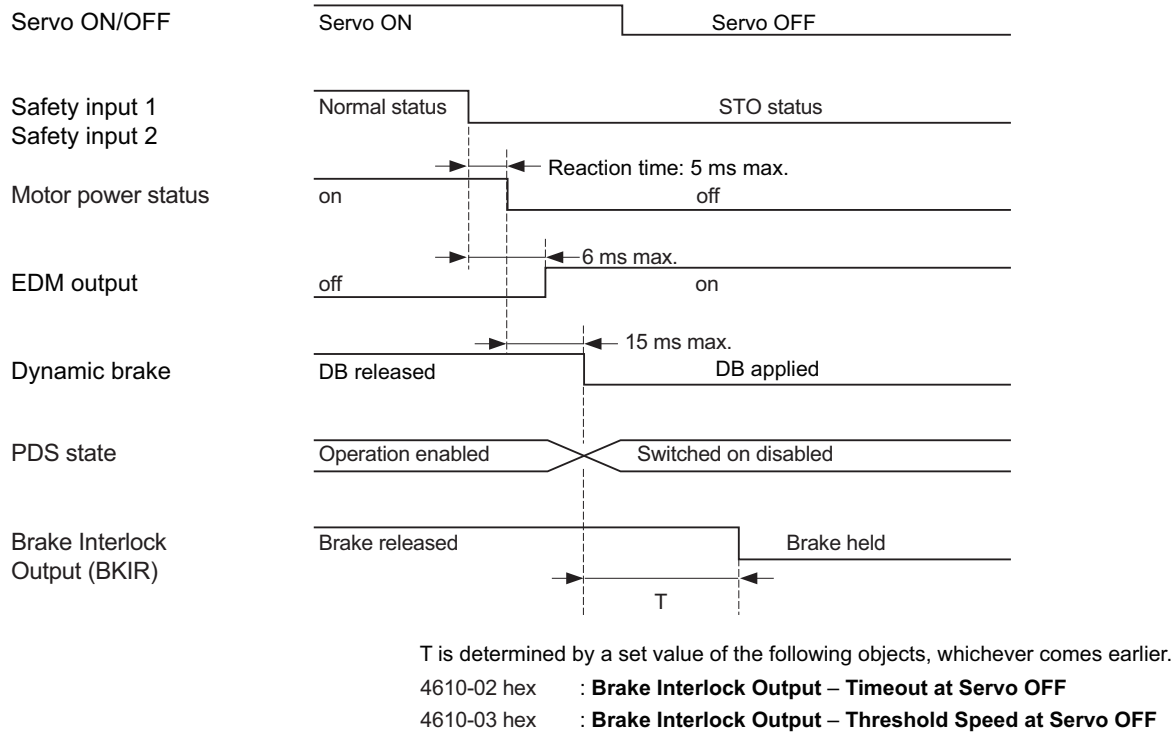 Servo ON/OFF
Servo ON
Servo OFF
Safety input 1
Safety input 2
Normal status
STO status
Reaction time: 5 ms max.
Motor power status
on
off
6 ms max.
EDM output
off
on
15 ms max.
Dynamic brake
DB released
DB applied
PDS state
Operation enabled
Switched on disabled
Brake Interlock
Output (BKIR)
Brake released
Brake held
T
T is determined by a set value of the following objects, whichever comes earlier.
4610-02 hex : Brake Interlock Output – Timeout at Servo OFF
4610-03 hex : Brake Interlock Output – Threshold Speed at Servo OFF